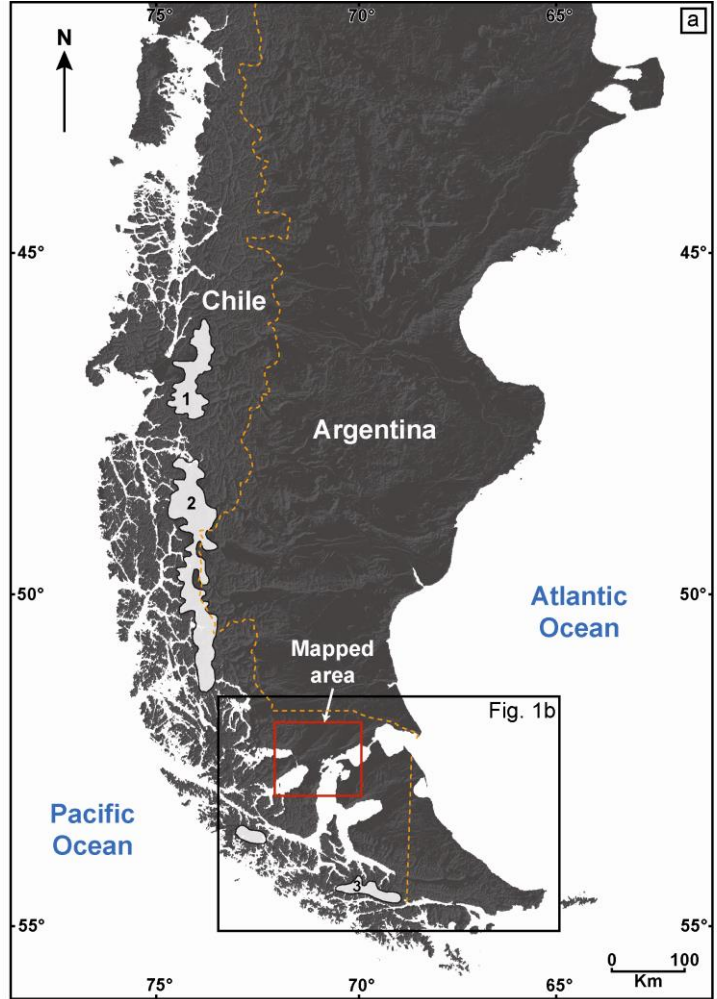 75°
70°
65°
a
N
45°
45°
Chile
1
Argentina
2
50°
50°
Atlantic
Ocean
Mapped
area
Fig. 1b
Pacific
Ocean
3
55°
55°
0 100
Km
75°
70°
65°